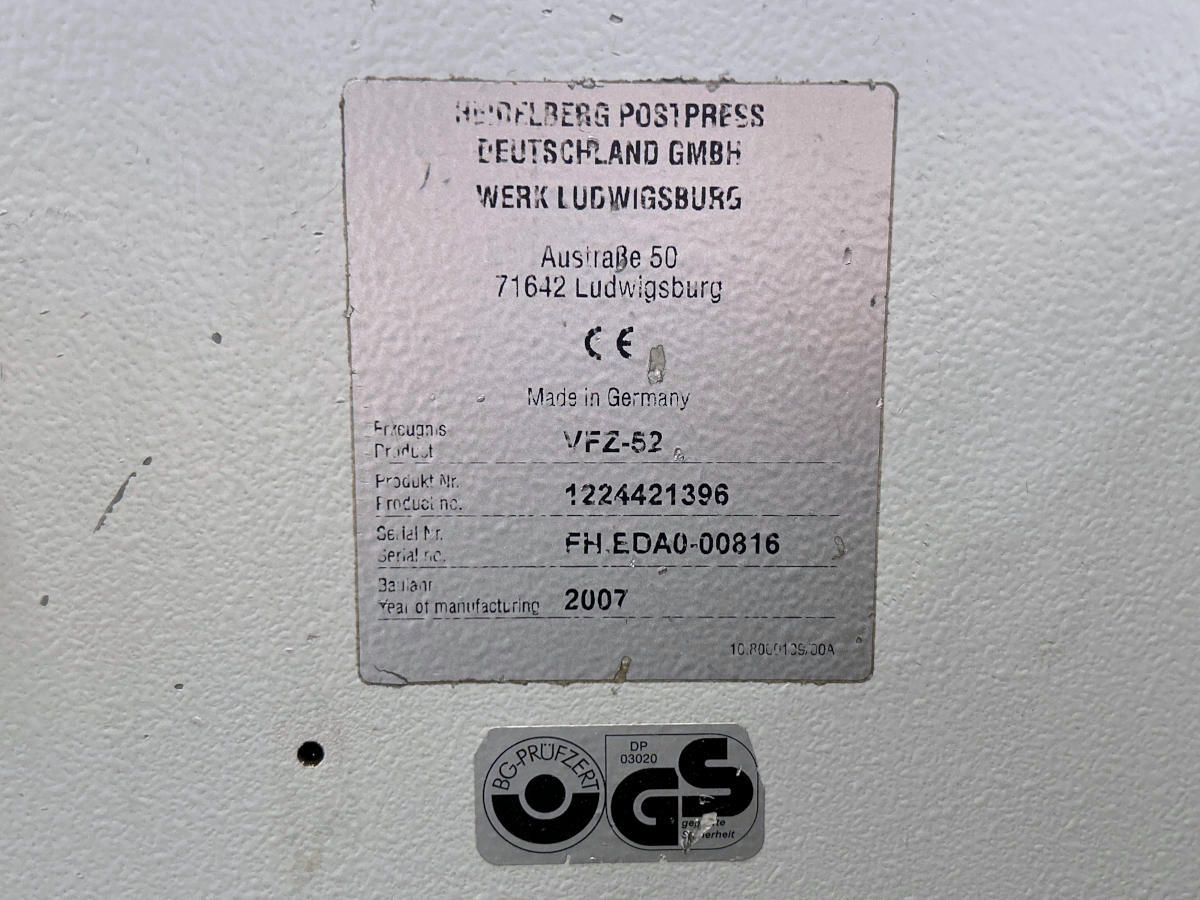 HEIDELBERG POSTPRESS
DEUTSCHLAND GMBH
WERK LUDWIGSBURG
Austraße 50
71642 Ludwigsburg
CE
Made in Germany
Erzeugnis
Product VFZ-52
Produkt Nr.
Product no. 1224421396
Serial Nr.
Serial no. FH.EDA0-00816
Baujahr
Year of manufacturing 2007
BG-PRÜFZERT
DP
03020
GS
geprüfte
Sicherheit